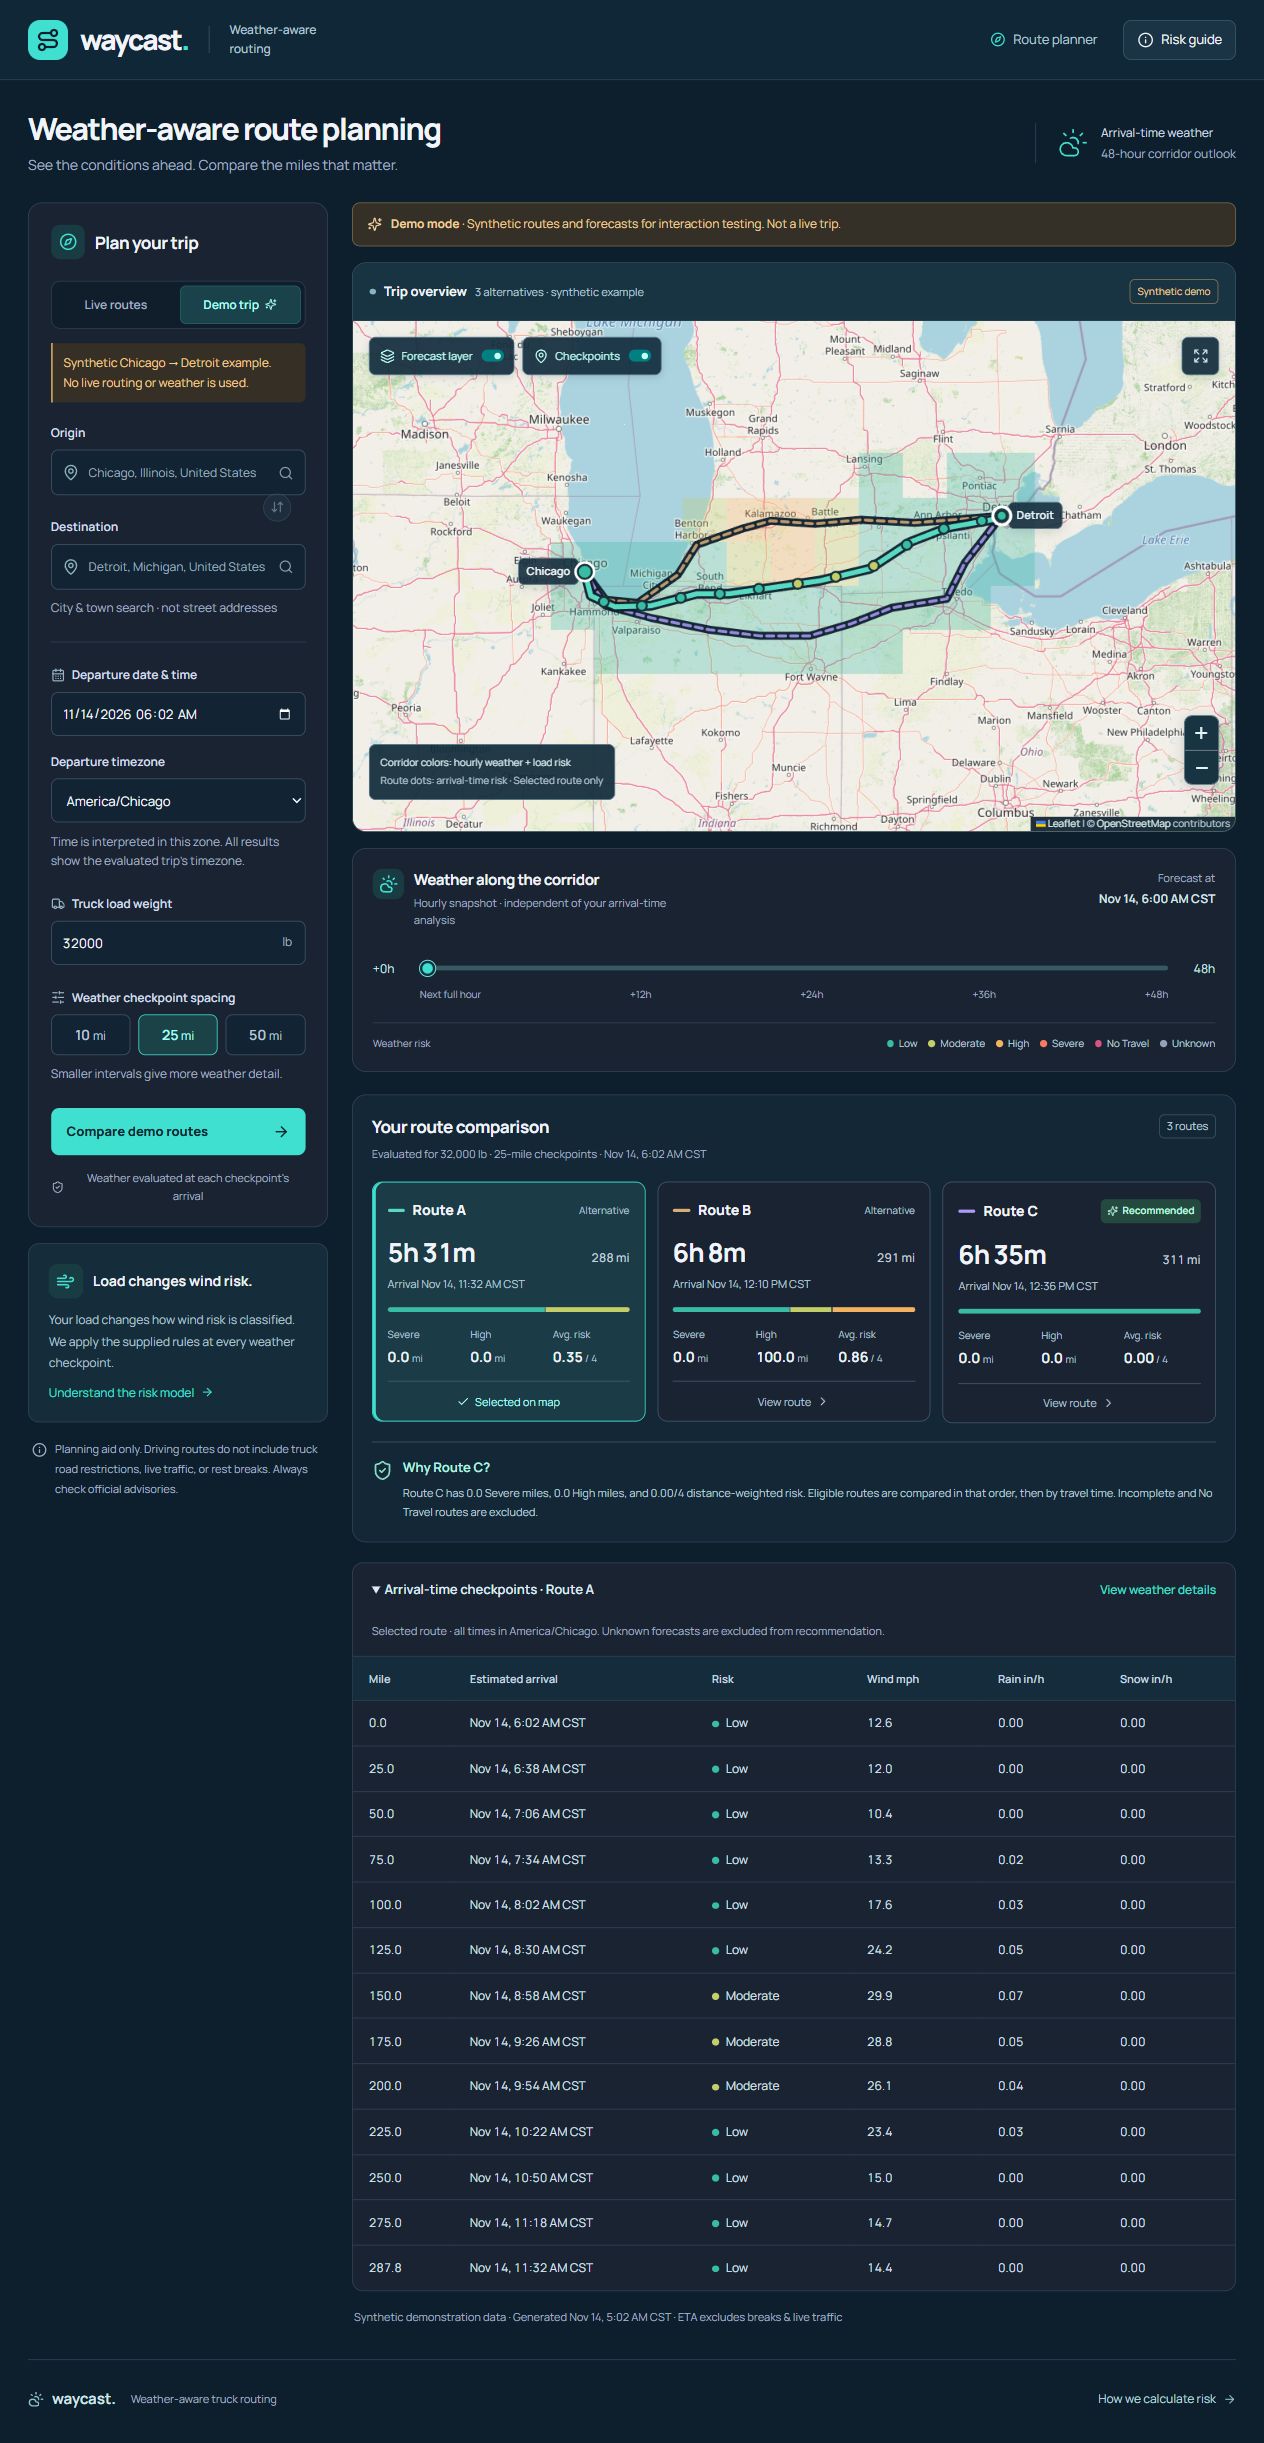 waycast.
Weather-aware
routing
Route planner
Risk guide
Weather-aware route planning
See the conditions ahead. Compare the miles that matter.
Arrival-time weather
48-hour corridor outlook
Plan your trip
Live routes
Demo trip
Synthetic Chicago → Detroit example.
No live routing or weather is used.
Origin
Chicago, Illinois, United States
Destination
Detroit, Michigan, United States
City & town search · not street addresses
Departure date & time
11/14/2026 06:02 AM
Departure timezone
America/Chicago
Time is interpreted in this zone. All results
show the evaluated trip's timezone.
Truck load weight
32000 lb
Weather checkpoint spacing
10 mi
25 mi
50 mi
Smaller intervals give more weather detail.
Compare demo routes
Weather evaluated at each checkpoint's
arrival
Load changes wind risk.
Your load changes how wind risk is classified.
We apply the supplied rules at every weather
checkpoint.
Understand the risk model
Planning aid only. Driving routes do not include truck
road restrictions, live traffic, or rest breaks. Always
check official advisories.
Demo mode · Synthetic routes and forecasts for interaction testing. Not a live trip.
Trip overview 3 alternatives · synthetic example
Synthetic demo
Lake Michigan
Sheboygan
Forecast layer
Checkpoints
Mount
Pleasant
Midland
Saginaw
Stratford
Kitch
Woodstock
Madison
Milwaukee
Muskegon
Grand
Rapids
Flint
Sarnia
London
St. Thomas
Janesville
Kenosha
Holland
Lansing
Pontiac
Beloit
Rockford
Waukegan
Benton
Harbor
Kalamazoo
Battle
Ann Arbor
Detroit
Chatham
Lake Erie
Chicago
Michigan
City
South
Bend
Elkhart
Joliet
Hammond
Valparaiso
Ashtabula
Cleveland
Sandusky
Lorain
Warren
Medina
Akron
Youngsto
Kankakee
Fort Wayne
Findlay
Peoria
Lima
Marion
Mansfield
Wooster
Canton
New Philadelphia
Lafayette
Kokomo
Muncie
Ohio
Delaware
Dublin
Newark
Columbus
Zanesville
Wheeling
Corridor colors: hourly weather + load risk
Route dots: arrival-time risk · Selected route only
Fishers
Springfield
Illinois
Decatur
Indiana
Richmond
Dayton
+
−
Leaflet | © OpenStreetMap contributors
Weather along the corridor
Hourly snapshot · independent of your arrival-time
analysis
Forecast at
Nov 14, 6:00 AM CST
+0h
48h
Next full hour +12h +24h +36h +48h
Weather risk
Low Moderate High Severe No Travel Unknown
Your route comparison
3 routes
Evaluated for 32,000 lb · 25-mile checkpoints · Nov 14, 6:02 AM CST
Route A Alternative
5h 31m 288 mi
Arrival Nov 14, 11:32 AM CST
Severe High Avg. risk
0.0 mi 0.0 mi 0.35 / 4
Selected on map
Route B Alternative
6h 8m 291 mi
Arrival Nov 14, 12:10 PM CST
Severe High Avg. risk
0.0 mi 100.0 mi 0.86 / 4
View route
Route C Recommended
6h 35m 311 mi
Arrival Nov 14, 12:36 PM CST
Severe High Avg. risk
0.0 mi 0.0 mi 0.00 / 4
View route
Why Route C?
Route C has 0.0 Severe miles, 0.0 High miles, and 0.00/4 distance-weighted risk. Eligible routes are compared in that order, then by travel time. Incomplete and No
Travel routes are excluded.
Arrival-time checkpoints · Route A
View weather details
Selected route · all times in America/Chicago. Unknown forecasts are excluded from recommendation.
Mile Estimated arrival Risk Wind mph Rain in/h Snow in/h
0.0 Nov 14, 6:02 AM CST Low 12.6 0.00 0.00
25.0 Nov 14, 6:38 AM CST Low 12.0 0.00 0.00
50.0 Nov 14, 7:06 AM CST Low 10.4 0.00 0.00
75.0 Nov 14, 7:34 AM CST Low 13.3 0.02 0.00
100.0 Nov 14, 8:02 AM CST Low 17.6 0.03 0.00
125.0 Nov 14, 8:30 AM CST Low 24.2 0.05 0.00
150.0 Nov 14, 8:58 AM CST Moderate 29.9 0.07 0.00
175.0 Nov 14, 9:26 AM CST Moderate 28.8 0.05 0.00
200.0 Nov 14, 9:54 AM CST Moderate 26.1 0.04 0.00
225.0 Nov 14, 10:22 AM CST Low 23.4 0.03 0.00
250.0 Nov 14, 10:50 AM CST Low 15.0 0.00 0.00
275.0 Nov 14, 11:18 AM CST Low 14.7 0.00 0.00
287.8 Nov 14, 11:32 AM CST Low 14.4 0.00 0.00
Synthetic demonstration data · Generated Nov 14, 5:02 AM CST · ETA excludes breaks & live traffic
waycast. Weather-aware truck routing
How we calculate risk